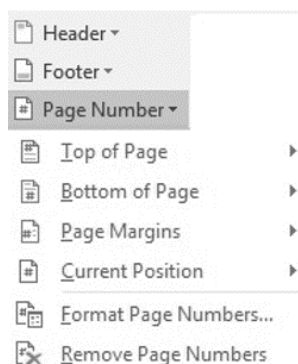 Header
Footer
# Page Number
Top of Page
Bottom of Page
Page Margins
Current Position
Format Page Numbers...
Remove Page Numbers